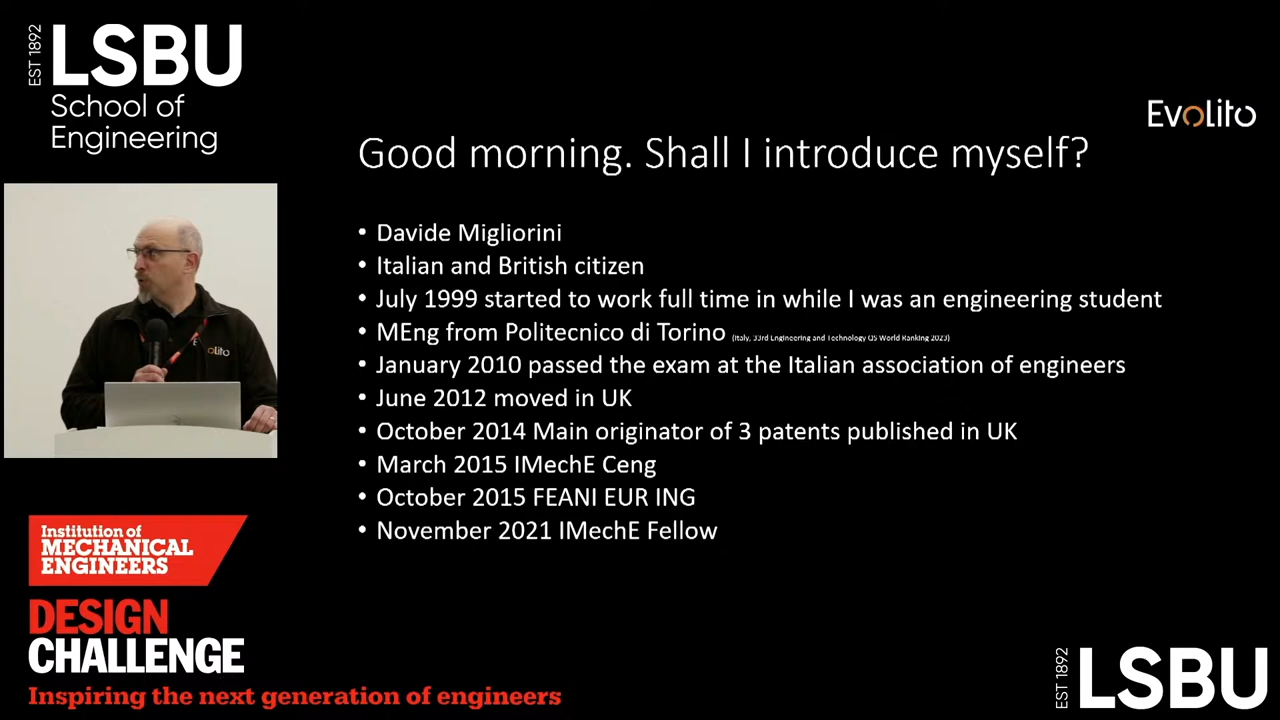 EST 1892
LSBU
School of
Engineering
Evolito
Good morning. Shall I introduce myself?
• Davide Migliorini
• Italian and British citizen
• July 1999 started to work full time in while I was an engineering student
• MEng from Politecnico di Torino (Italy, 33rd Engineering and Technology QS World Ranking 2023)
• January 2010 passed the exam at the Italian association of engineers
• June 2012 moved in UK
• October 2014 Main originator of 3 patents published in UK
• March 2015 IMechE Ceng
• October 2015 FEANI EUR ING
• November 2021 IMechE Fellow
olito
Institution of
MECHANICAL
ENGINEERS
DESIGN
CHALLENGE
Inspiring the next generation of engineers
EST 1892
LSBU